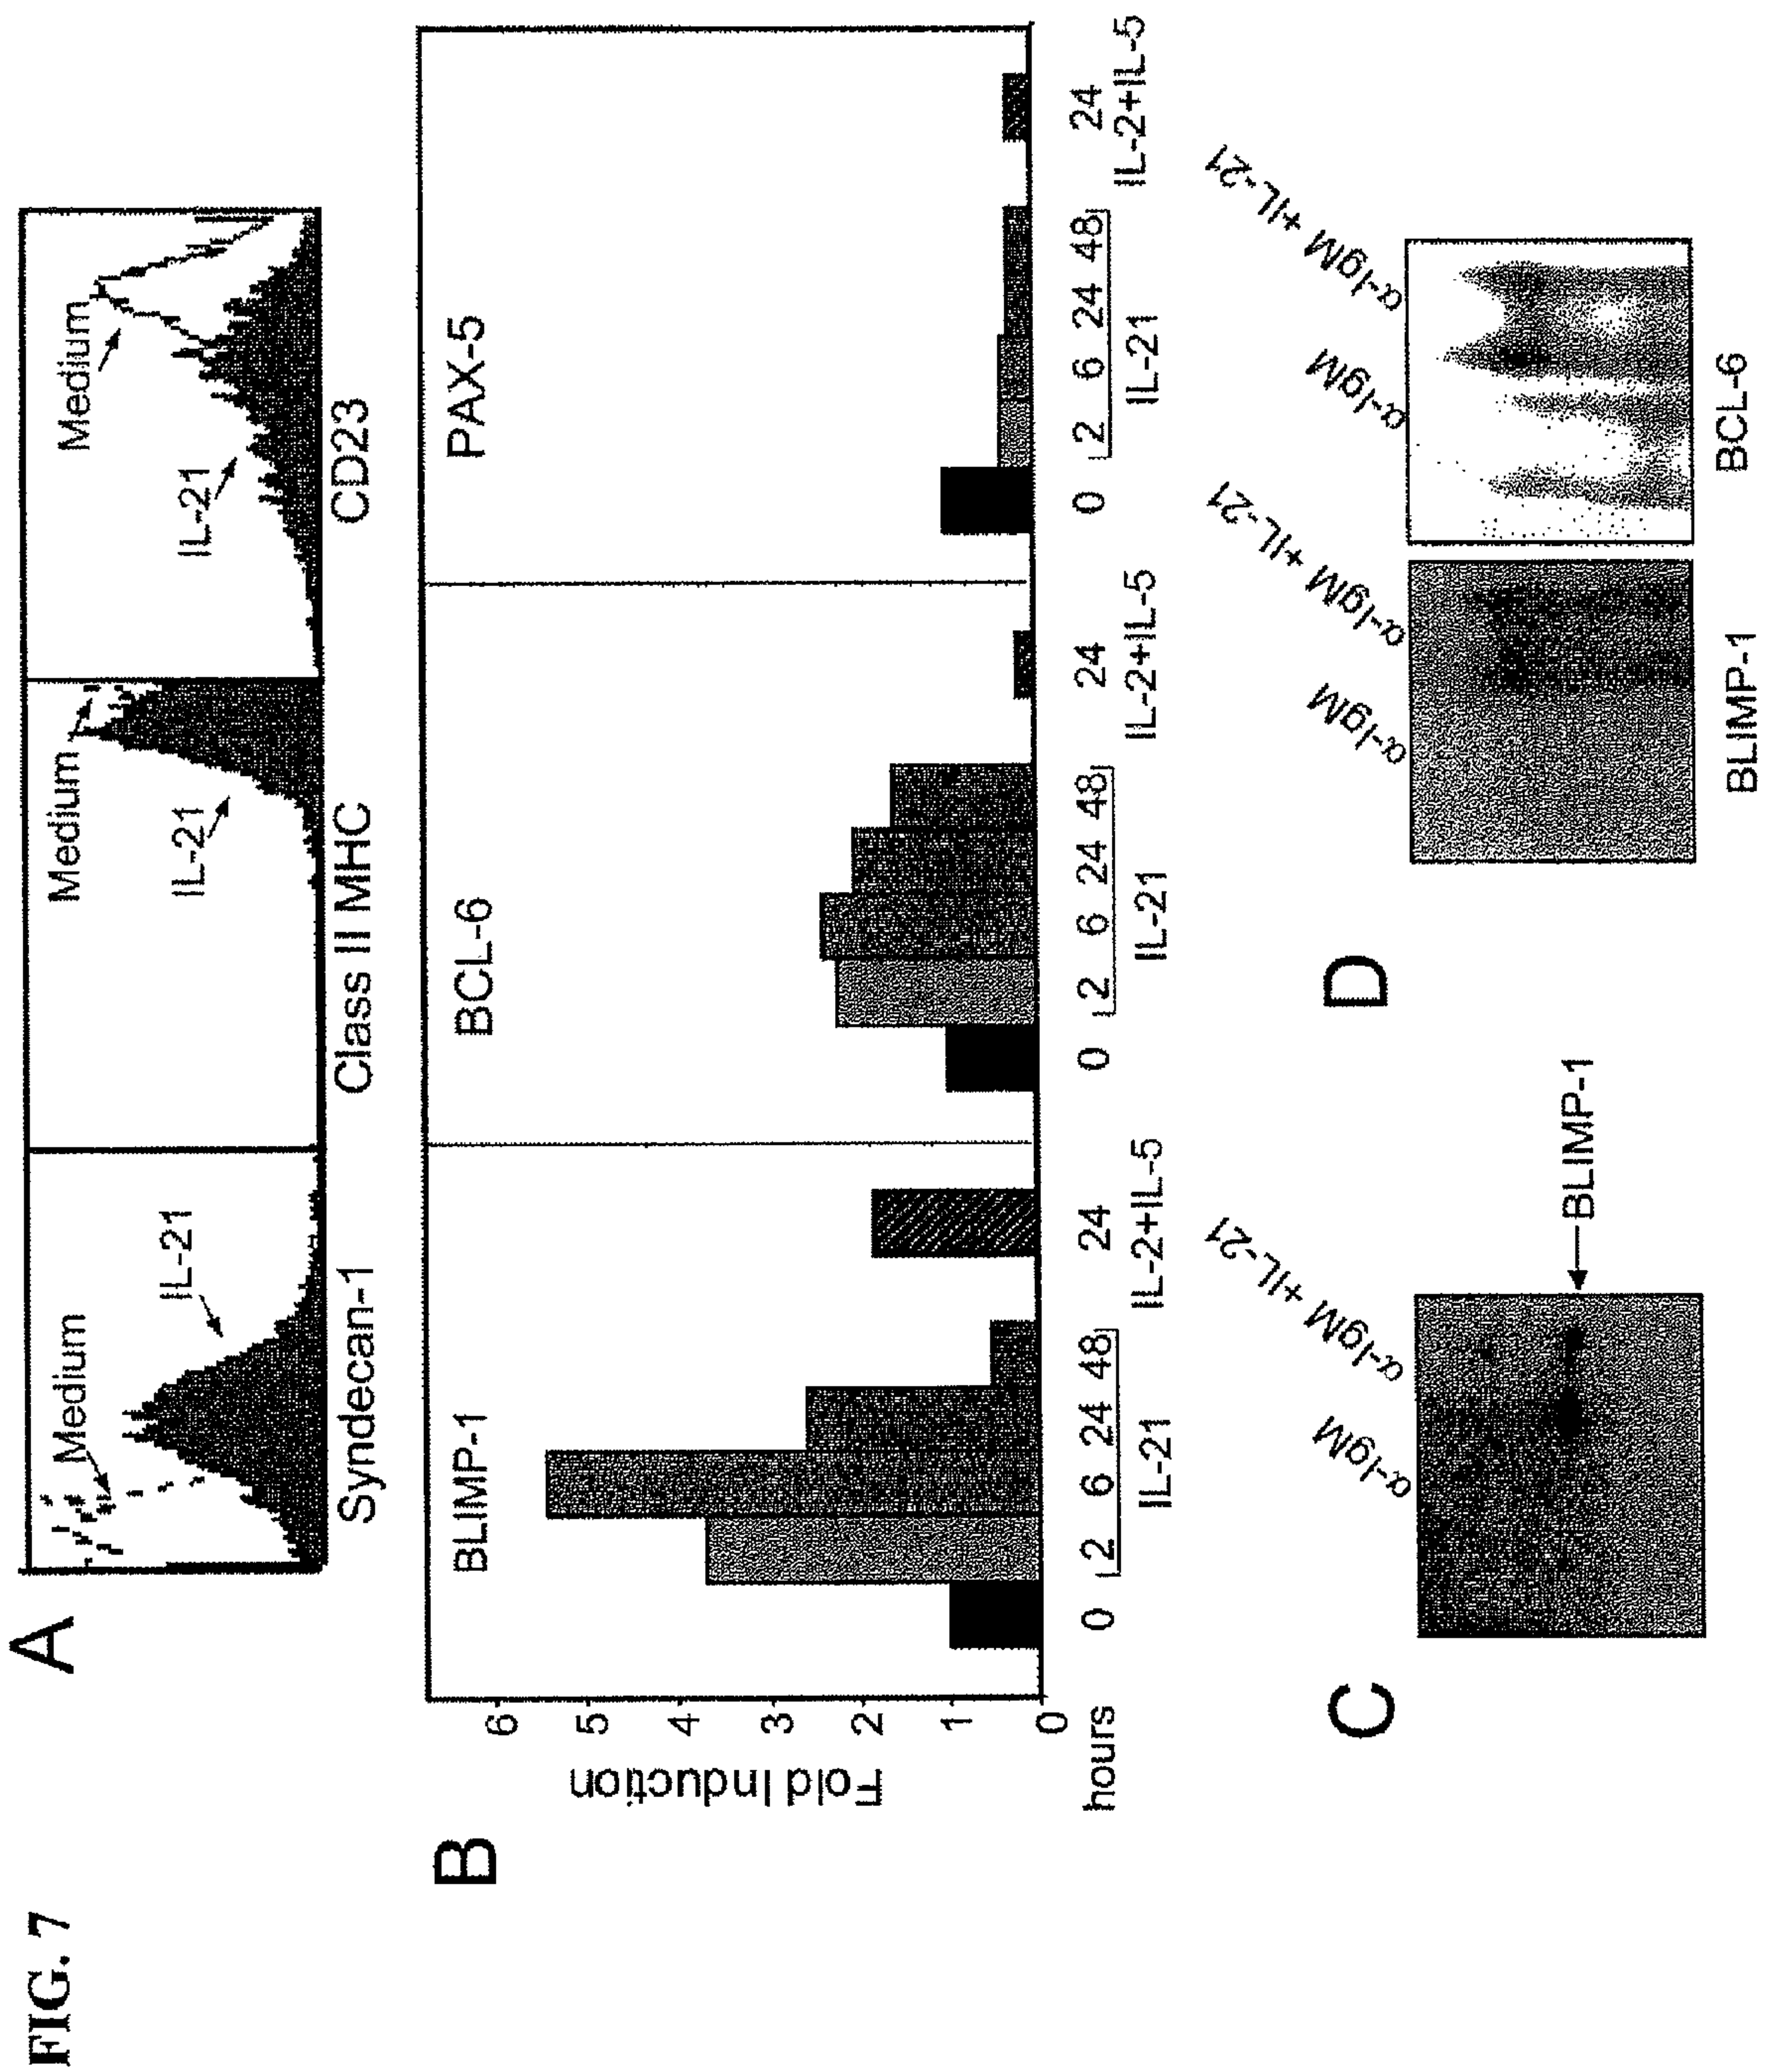 FIG. 7
A
Medium
IL-21
Medium
IL-21
Medium
IL-21
Syndecan-1
Class II MHC
CD23
B
Fold Induction
6
5
4
3
2
1
0
BLIMP-1
BCL-6
PAX-5
hours
0 2 6 24 48 24
IL-21 IL-2+IL-5
0 2 6 24 48 24
IL-21 IL-2+IL-5
0 2 6 24 48 24
IL-21 IL-2+IL-5
C
α-IgM
α-IgM +IL-21
BLIMP-1
D
α-IgM
α-IgM +IL-21
α-IgM
α-IgM +IL-21
BLIMP-1
BCL-6